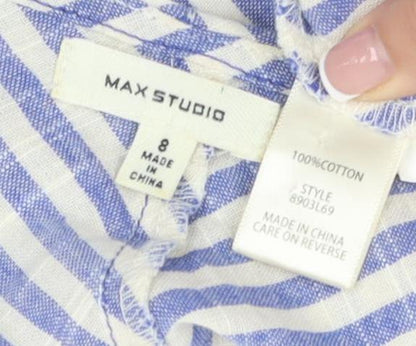 MAX STUDIO
8
MADE IN
CHINA
100%COTTON
STYLE
8903L69
MADE IN CHINA
CARE ON REVERSE